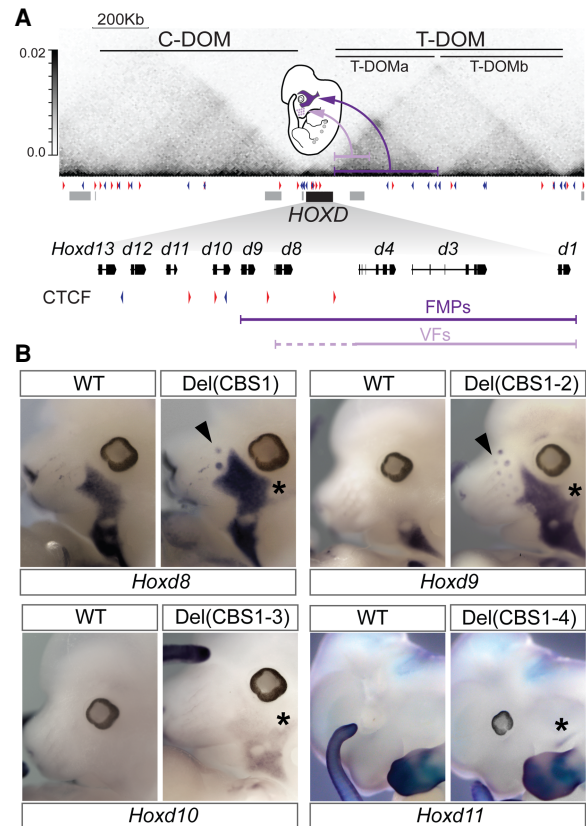 A
200Kb
C-DOM
T-DOM
T-DOMa
T-DOMb
0.02
0.0
HOXD
Hoxd13 d12 d11 d10 d9 d8 d4 d3 d1
CTCF
FMPs
VFs
B
WT
Del(CBS1)
WT
Del(CBS1-2)
*
*
Hoxd8
Hoxd9
WT
Del(CBS1-3)
WT
Del(CBS1-4)
*
*
Hoxd10
Hoxd11